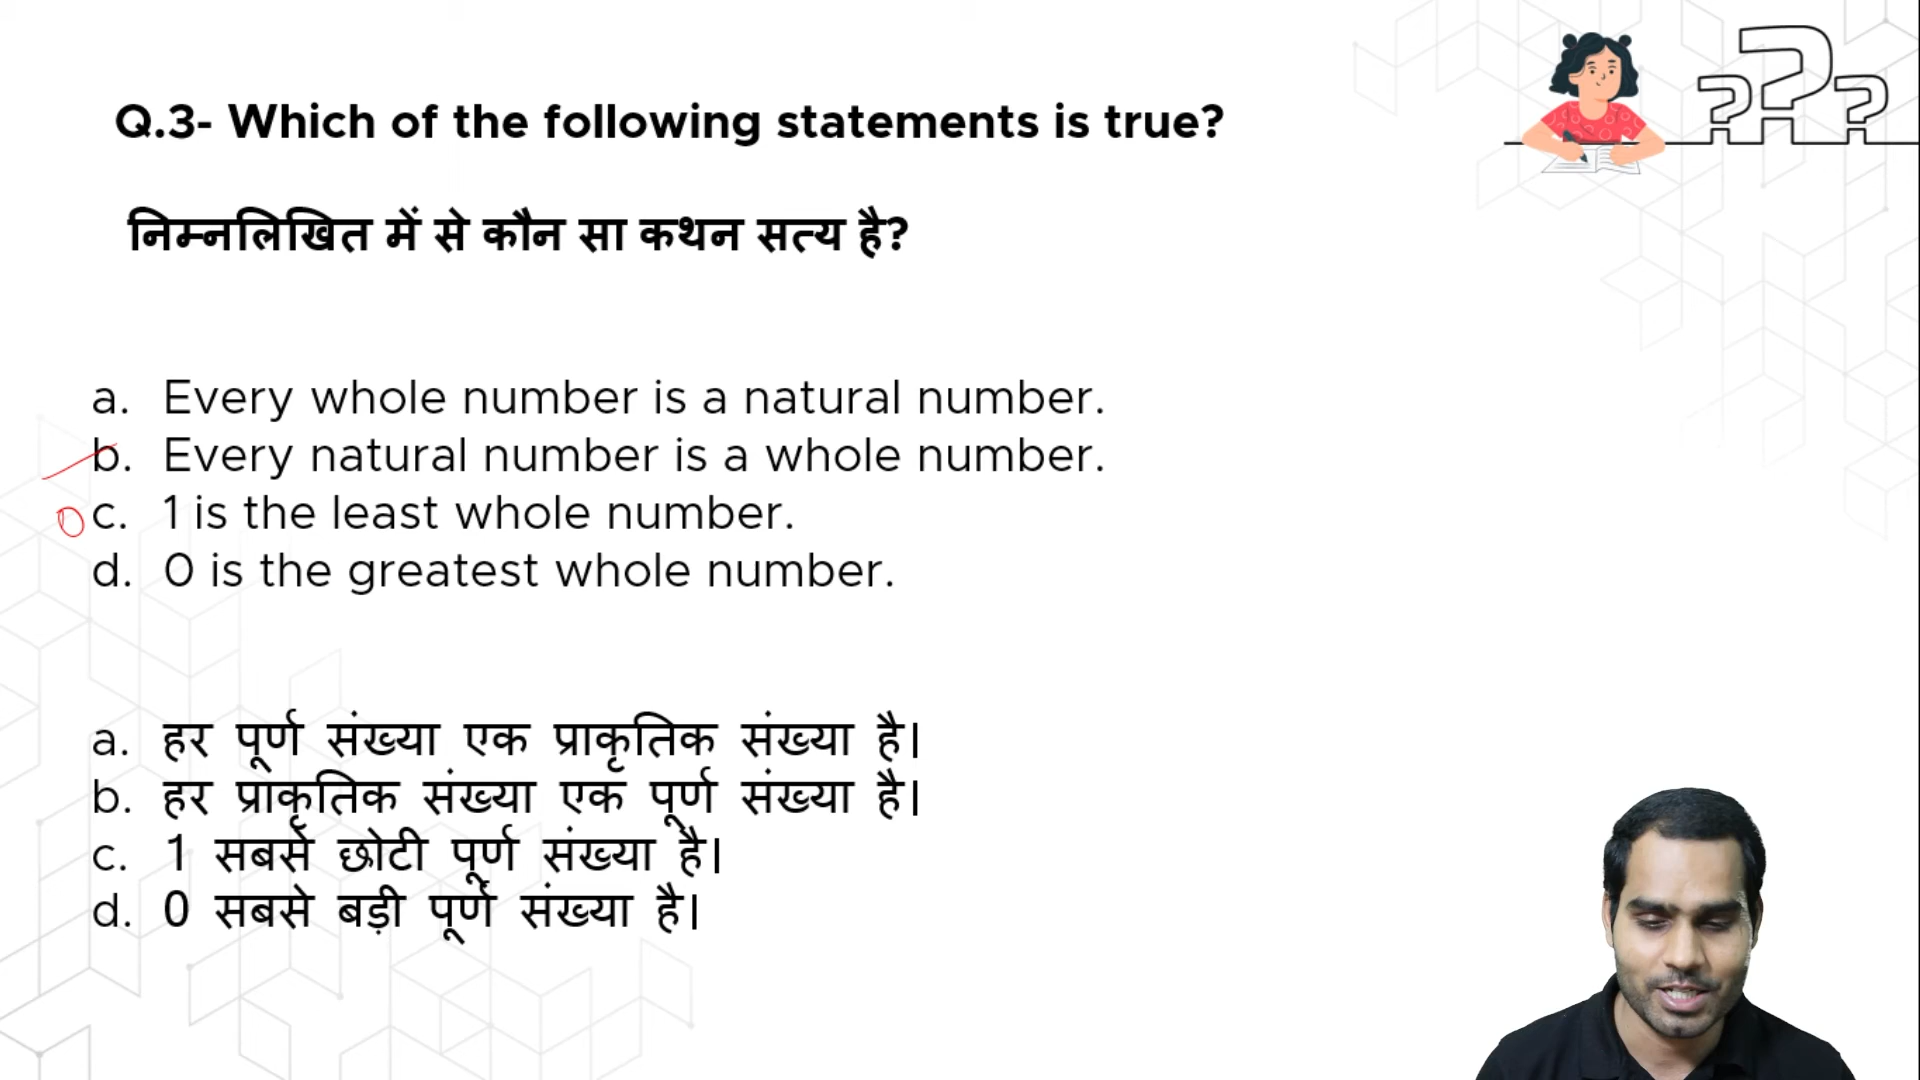 Q.3- Which of the following statements is true?
निम्नलिखित में से कौन सा कथन सत्य है?
a. Every whole number is a natural number.
b. Every natural number is a whole number.
0 c. 1 is the least whole number.
d. 0 is the greatest whole number.
a. हर पूर्ण संख्या एक प्राकृतिक संख्या है।
b. हर प्राकृतिक संख्या एक पूर्ण संख्या है।
c. 1 सबसे छोटी पूर्ण संख्या है।
d. 0 सबसे बड़ी पूर्ण संख्या है।